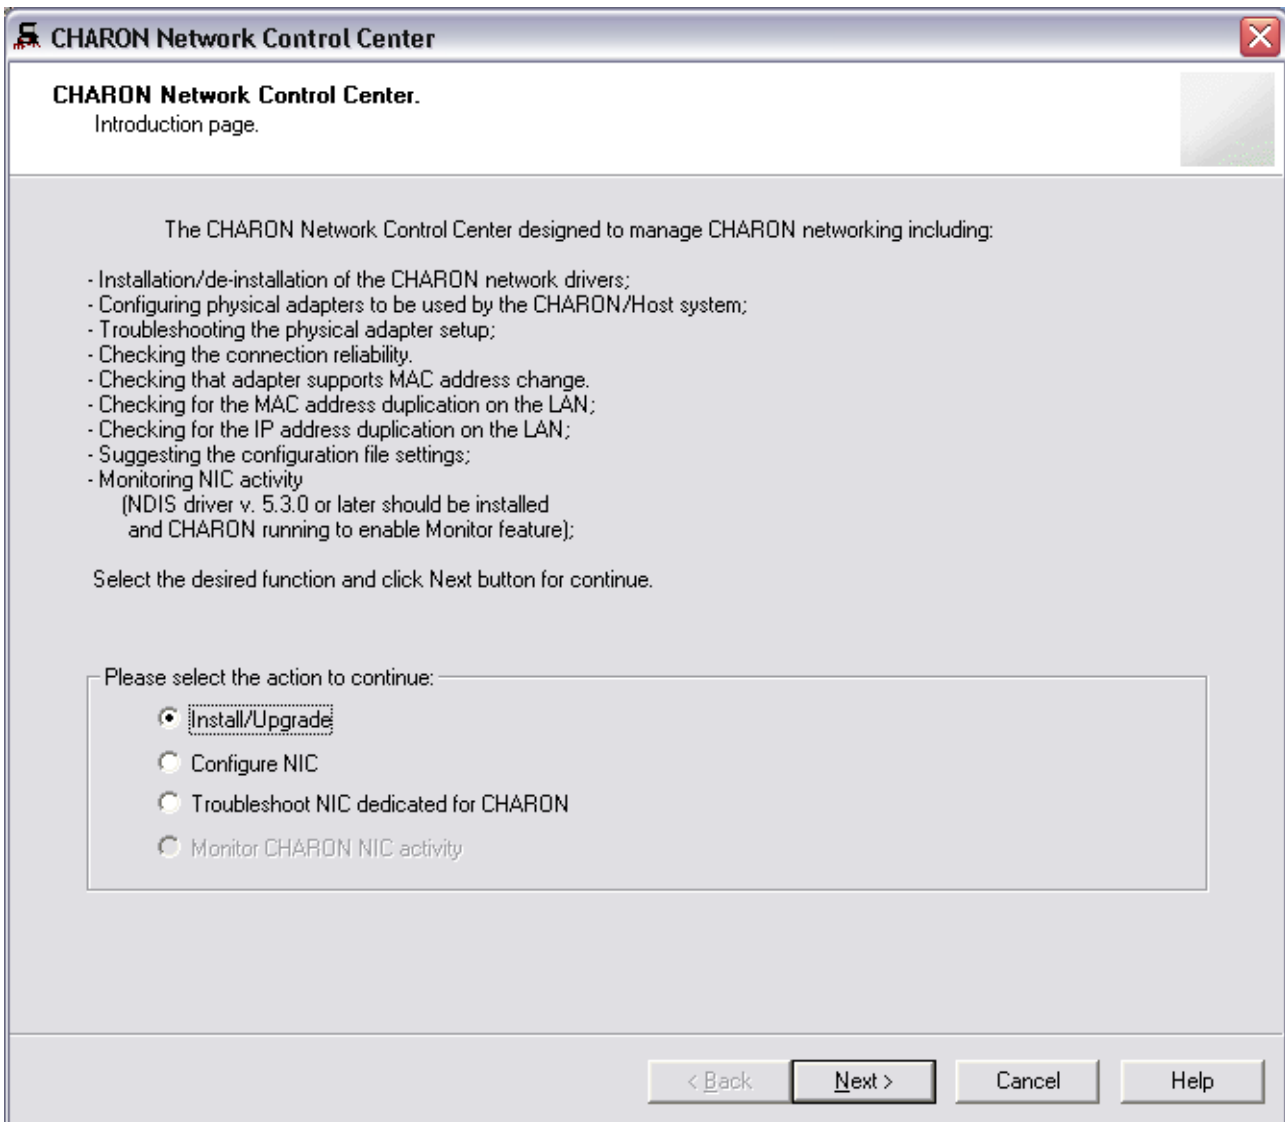 CHARON Network Control Center
CHARON Network Control Center.
Introduction page.
The CHARON Network Control Center designed to manage CHARON networking including:
- Installation/de-installation of the CHARON network drivers;
- Configuring physical adapters to be used by the CHARON/Host system;
- Troubleshooting the physical adapter setup;
- Checking the connection reliability.
- Checking that adapter supports MAC address change.
- Checking for the MAC address duplication on the LAN;
- Checking for the IP address duplication on the LAN;
- Suggesting the configuration file settings;
- Monitoring NIC activity
(NDIS driver v. 5.3.0 or later should be installed
and CHARON running to enable Monitor feature);
Select the desired function and click Next button for continue.
Please select the action to continue:
Install/Upgrade
Configure NIC
Troubleshoot NIC dedicated for CHARON
Monitor CHARON NIC activity
< Back Next > Cancel Help